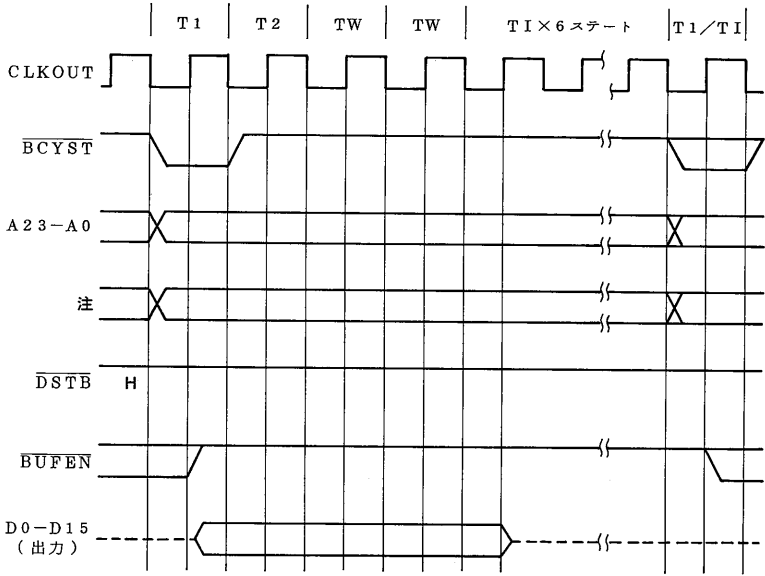 T1 T2 TW TW TI×6ステート T1/TI
CLKOUT
BCYST
A23-A0
注
DSTB H
BUFEN
D0-D15
(出力)